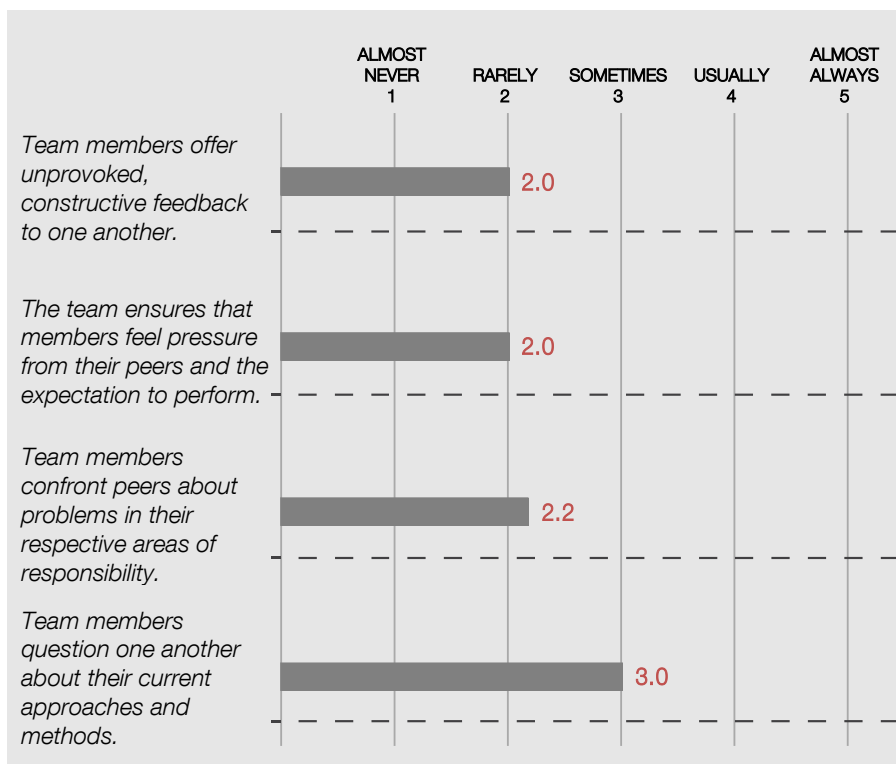 ALMOST
NEVER
1
RARELY
2
SOMETIMES
3
USUALLY
4
ALMOST
ALWAYS
5
Team members offer
unprovoked,
constructive feedback
to one another.
2.0
The team ensures that
members feel pressure
from their peers and the
expectation to perform.
2.0
Team members
confront peers about
problems in their
respective areas of
responsibility.
2.2
Team members
question one another
about their current
approaches and
methods.
3.0